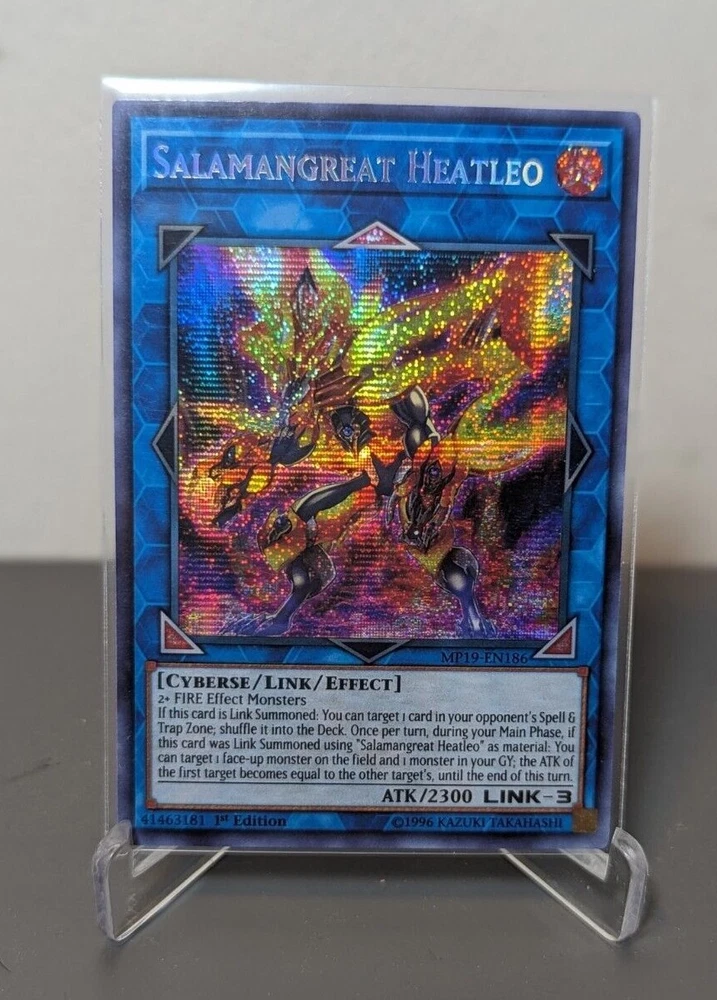 SALAMANGREAT HEATLEO
MP19-EN186
[CYBERSE/LINK/EFFECT]
2+ FIRE Effect Monsters
If this card is Link Summoned: You can target 1 card in your opponent's Spell &
Trap Zone; shuffle it into the Deck. Once per turn, during your Main Phase, if
this card was Link Summoned using "Salamangreat Heatleo" as material: You
can target 1 face-up monster on the field and 1 monster in your GY; the ATK of
the first target becomes equal to the other target's, until the end of this turn.
ATK/2300 LINK-3
41463181 1st Edition ©1996 KAZUKI TAKAHASHI